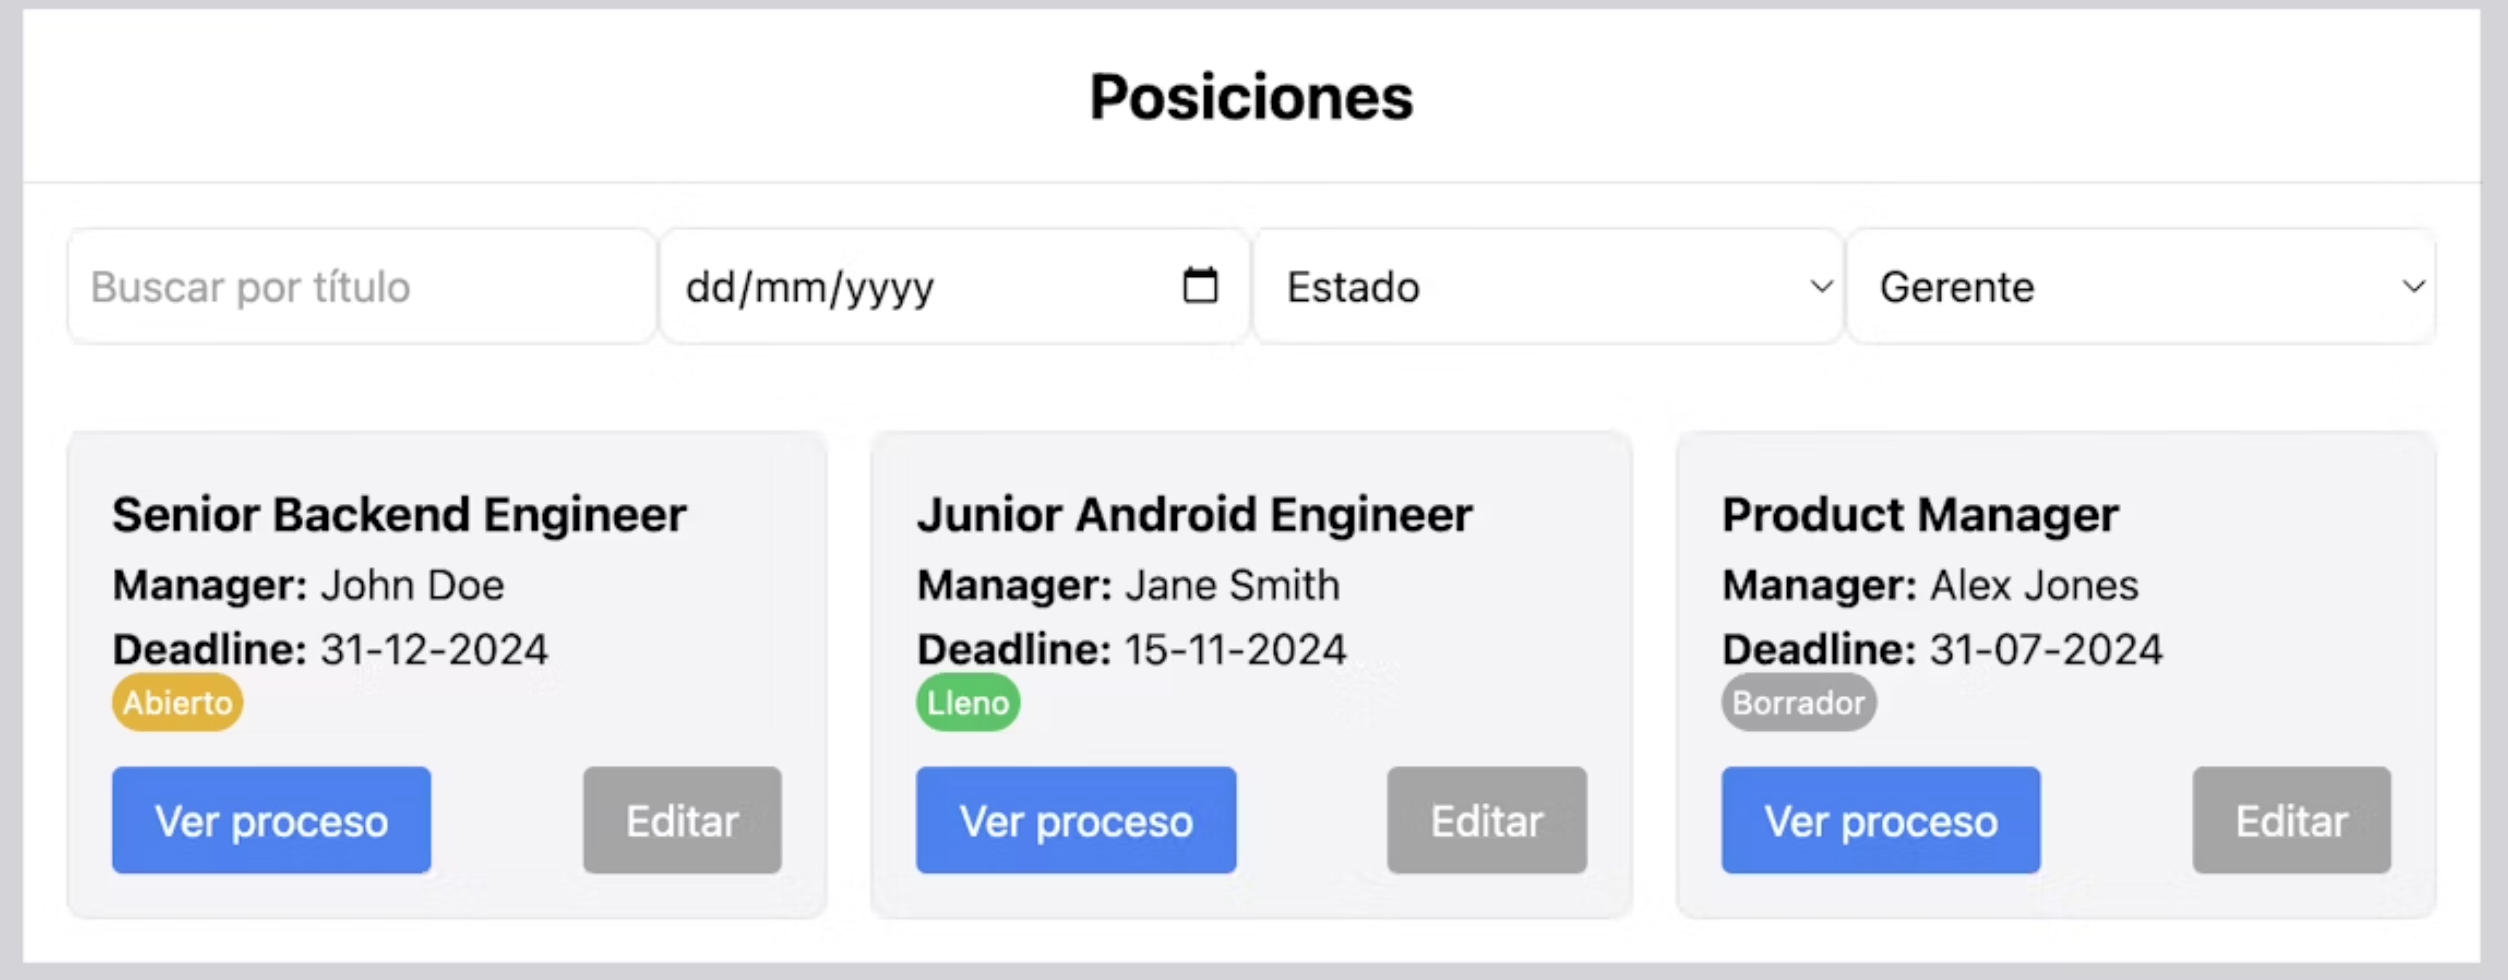 Posiciones
Buscar por título
dd/mm/yyyy
Estado
Gerente
Senior Backend Engineer
Manager: John Doe
Deadline: 31-12-2024
Abierto
Ver proceso
Editar
Junior Android Engineer
Manager: Jane Smith
Deadline: 15-11-2024
Lleno
Ver proceso
Editar
Product Manager
Manager: Alex Jones
Deadline: 31-07-2024
Borrador
Ver proceso
Editar